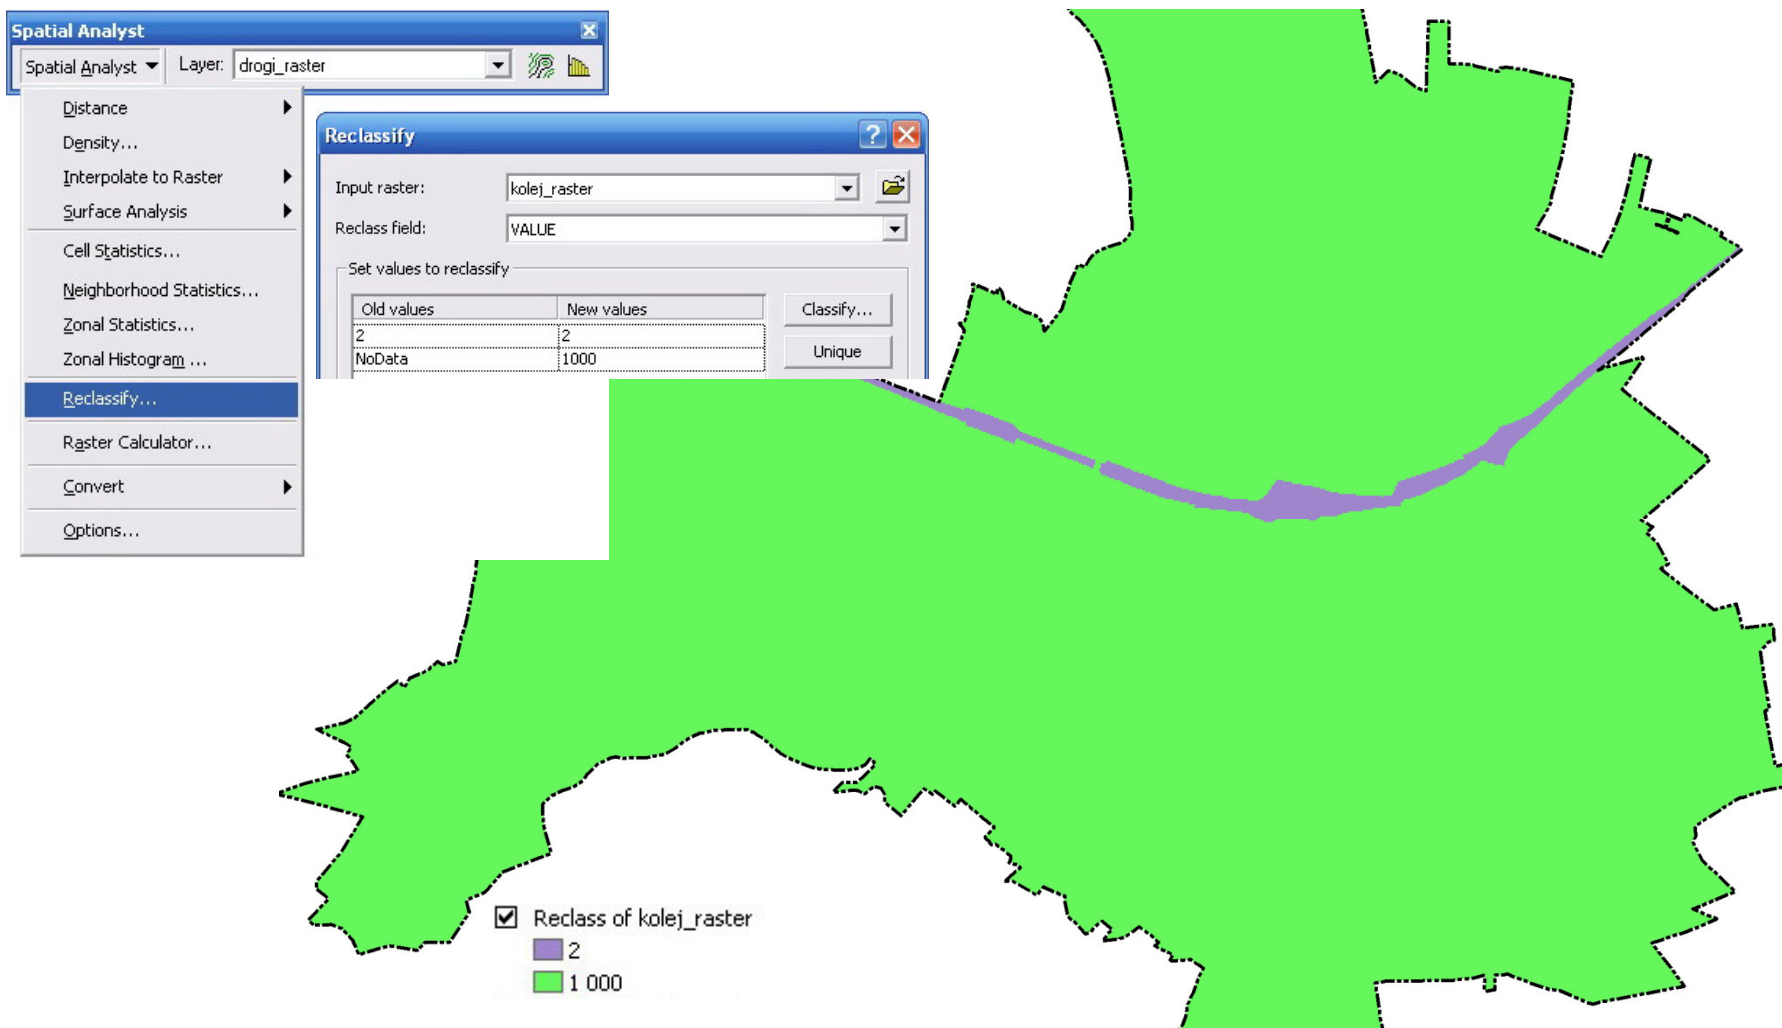 Spatial Analyst
Spatial Analyst Layer: drogi_raster
Distance
Density...
Interpolate to Raster
Surface Analysis
Cell Statistics...
Neighborhood Statistics...
Zonal Statistics...
Zonal Histogram ...
Reclassify...
Raster Calculator...
Convert
Options...
Reclassify
Input raster: kolej_raster
Reclass field: VALUE
Set values to reclassify
Old values New values
2 2
NoData 1000
Classify...
Unique
Reclass of kolej_raster
2
1 000